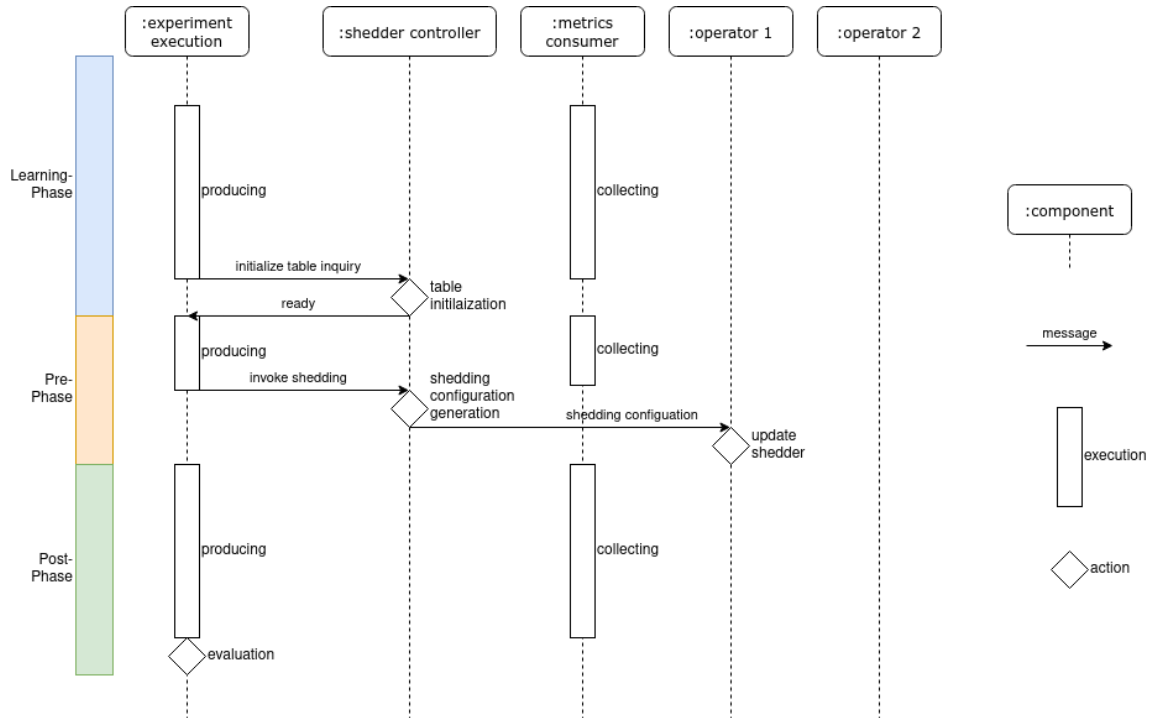 :experiment
execution
:shedder controller
:metrics
consumer
:operator 1
:operator 2
Learning-
Phase
producing
collecting
:component
initialize table inquiry
table
initilaization
ready
message
producing
collecting
Pre-
Phase
invoke shedding
shedding
configuration
generation
shedding configuation
update
shedder
execution
Post-
Phase
producing
collecting
action
evaluation